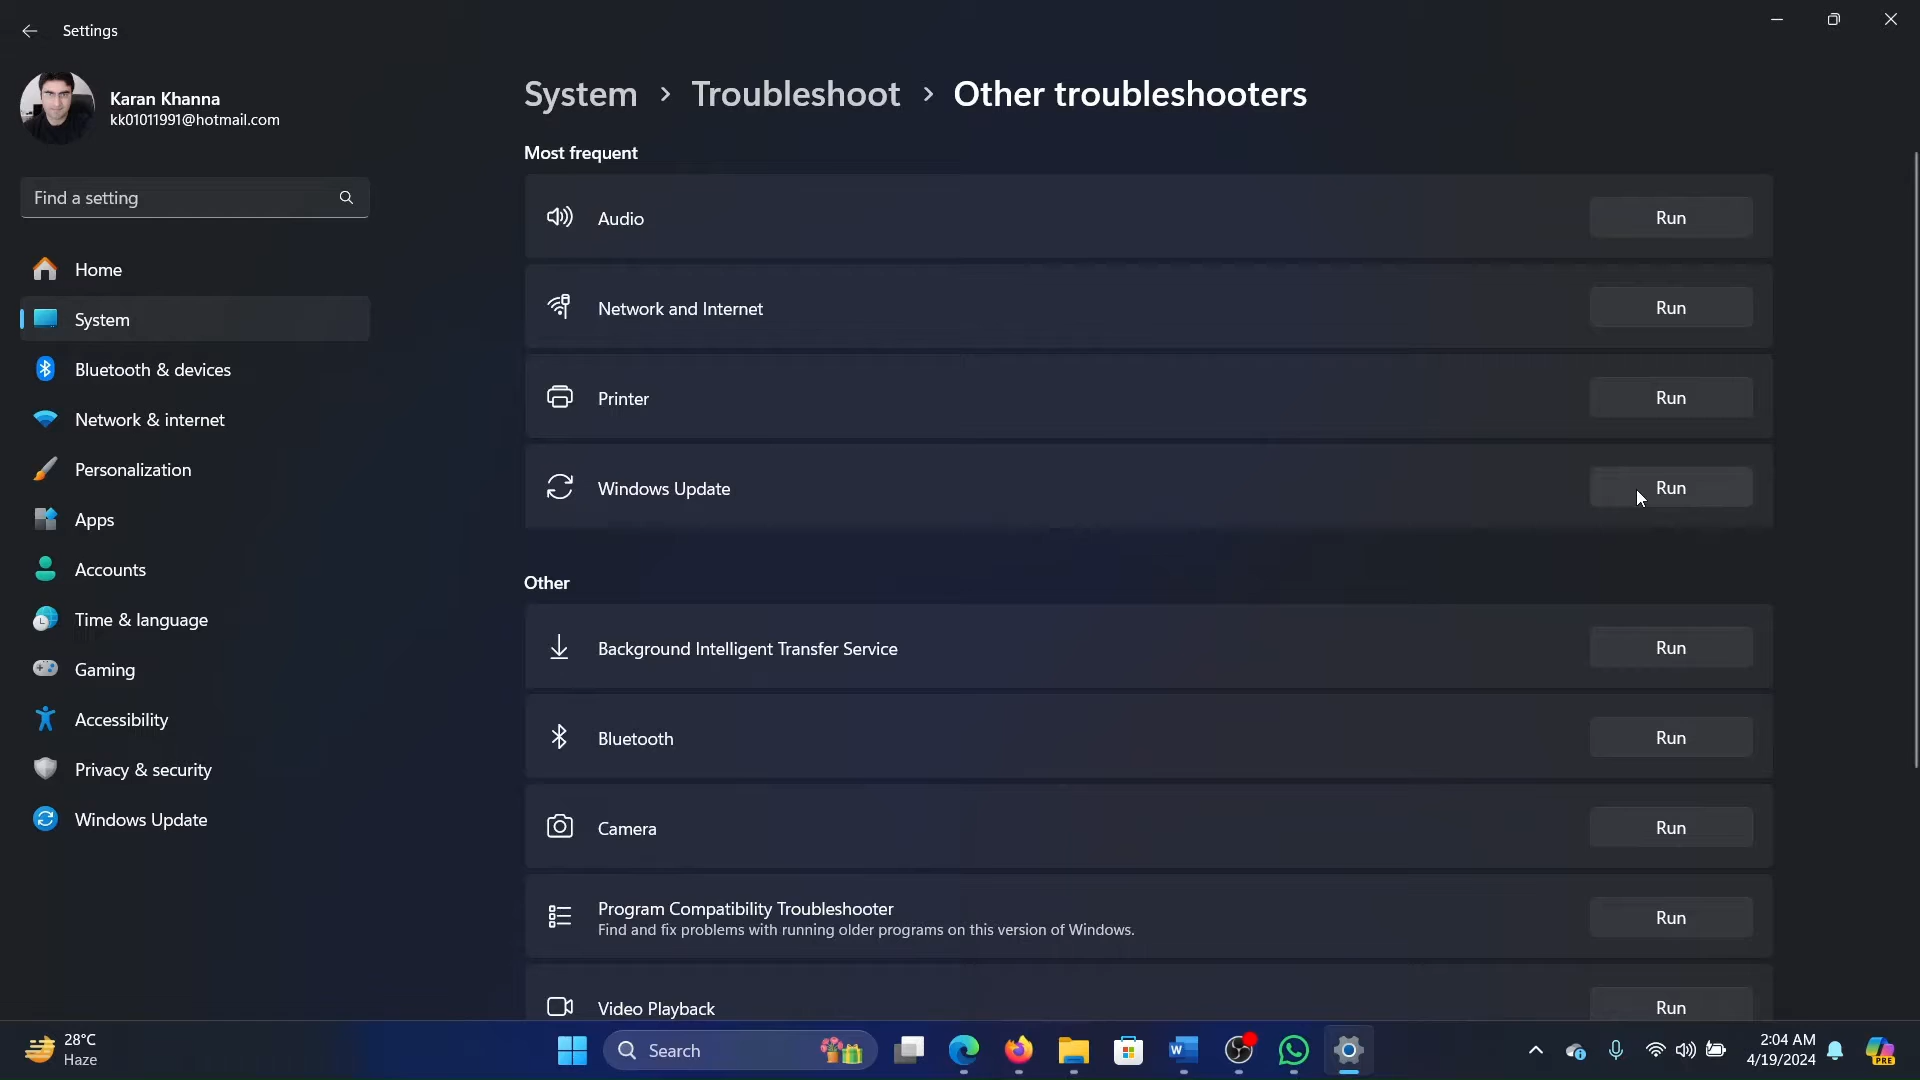 Settings
Karan Khanna
kk01011991@hotmail.com
Find a setting
Home
System
Bluetooth & devices
Network & internet
Personalization
Apps
Accounts
Time & language
Gaming
Accessibility
Privacy & security
Windows Update
System > Troubleshoot > Other troubleshooters
Most frequent
Audio Run
Network and Internet Run
Printer Run
Windows Update Run
Other
Background Intelligent Transfer Service Run
Bluetooth Run
Camera Run
Program Compatibility Troubleshooter
Find and fix problems with running older programs on this version of Windows.
Run
Video Playback Run
28°C
Haze
Search
W
2:04 AM
4/19/2024
PRE